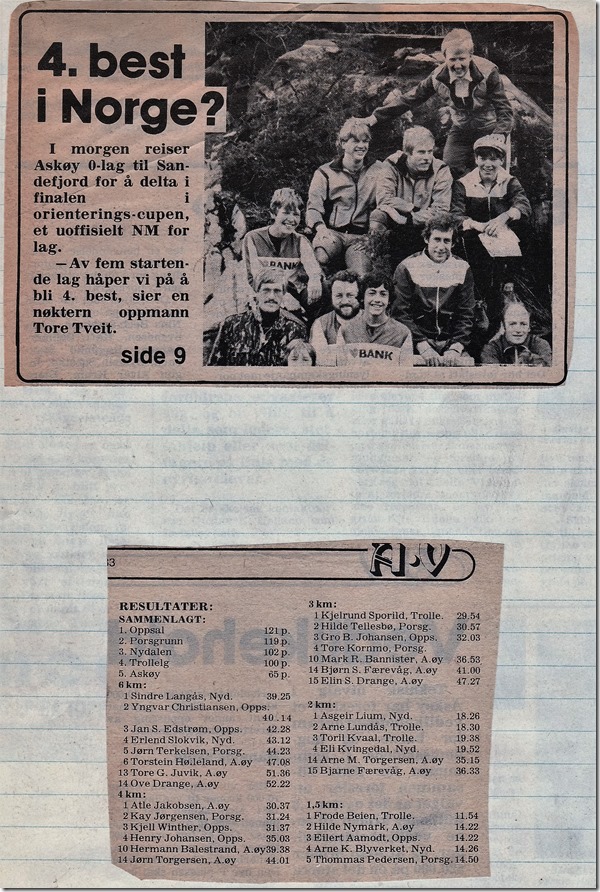 4. best
i Norge?
I morgen reiser
Askøy 0-lag til San-
defjord for å delta i
finalen i
orienterings-cupen,
et uoffisielt NM for
lag.
—Av fem starten-
de lag håper vi på å
bli 4. best, sier en
nøktern oppmann
Tore Tveit.
side 9
BANK
BANK
33
A.V
RESULTATER:
SAMMENLAGT:
1. Oppsal 121 p.
2. Porsgrunn 119 p.
3. Nydalen 102 p.
4. Trollelg 100 p.
5. Askøy 65 p.
6 km:
1 Sindre Langås, Nyd. 39.25
2 Yngvar Christiansen, Opps.
40..14
3 Jan S. Edstrøm, Opps. 42.28
4 Erlend Slokvik, Nyd. 43.12
5 Jørn Terkelsen, Porsg. 44.23
6 Torstein Høileland, A.øy 47.08
13 Tore G. Juvik, A.øy 51.36
14 Ove Drange, A.øy 52.22
4 km:
1 Atle Jakobsen, A.øy 30.37
2 Kay Jørgensen, Porsg. 31.24
3 Kjell Winther, Opps. 31.37
4 Henry Johansen, Opps. 35.03
10 Hermann Balestrand, A.øy39.38
14 Jørn Torgersen, A.øy 44.01
3 km:
1 Kjelrund Sporild, Trolle. 29.54
2 Hilde Tellesbø, Porsg. 30.57
3 Gro B. Johansen, Opps. 32.03
4 Tore Kornmo, Porsg.
10 Mark R. Bannister, A.øy 36.53
14 Bjørn S. Færevåg, A.øy 41.00
15 Elin S. Drange, A.øy 47.27
2 km:
1 Asgeir Lium, Nyd. 18.26
2 Arne Lundås, Trolle. 18.30
3 Toril Kvaal, Trolle. 19.38
4 Eli Kvingedal, Nyd. 19.52
14 Arne M. Torgersen, A.øy 35.15
15 Bjarne Færevåg, A.øy 36.33
1,5 km:
1 Frode Beien, Trolle. 11.54
2 Hilde Nymark, A.øy 14.22
3 Eilert Aamodt, Opps. 14.22
4 Arne K. Blyverket, Nyd. 14.26
5 Thommas Pedersen, Porsg. 14.50